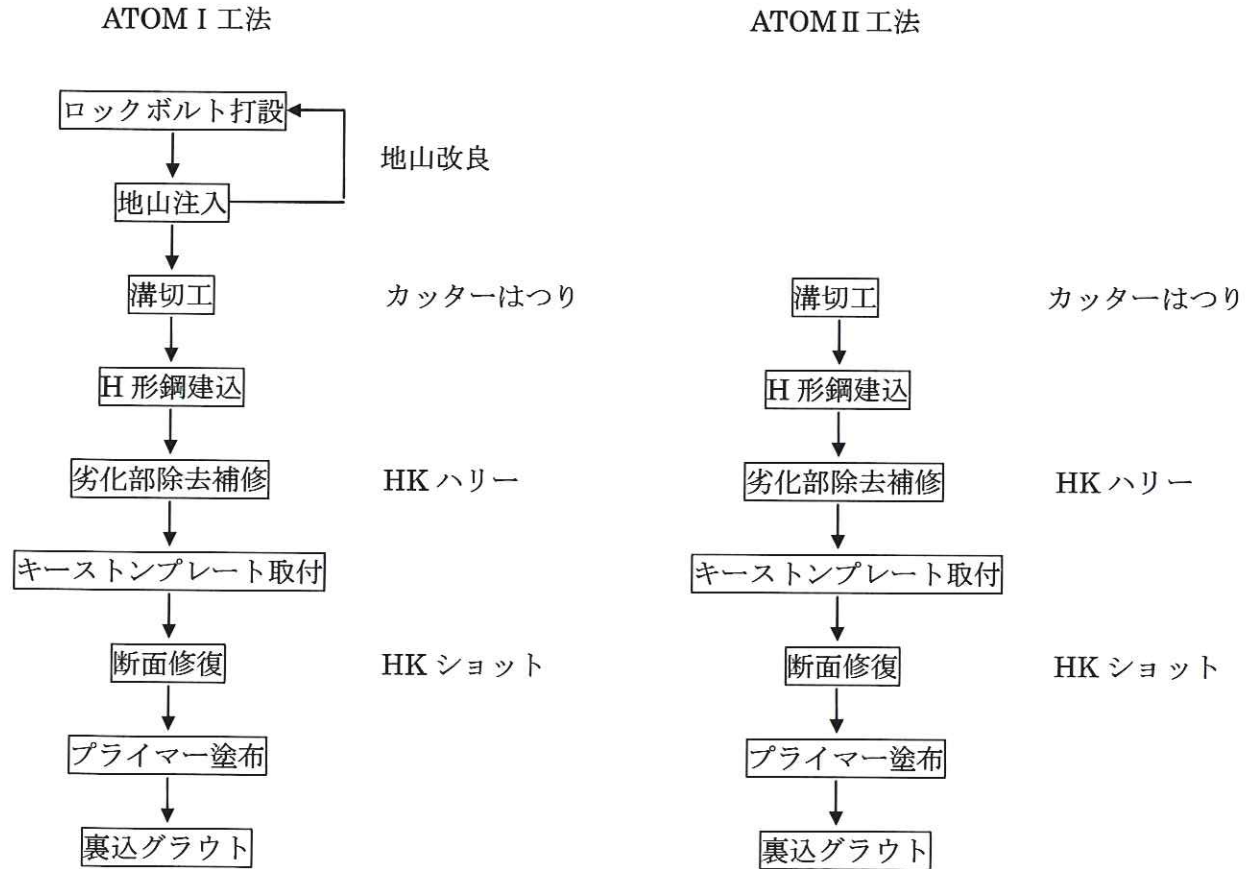 ATOM I 工法
ロックボルト打設
地山改良
地山注入
溝切工
カッターはつり
H 形鋼建込
劣化部除去補修
HK ハリー
キーストンプレート取付
断面修復
HK ショット
プライマー塗布
裏込グラウト
ATOM II 工法
溝切工
カッターはつり
H 形鋼建込
劣化部除去補修
HK ハリー
キーストンプレート取付
断面修復
HK ショット
プライマー塗布
裏込グラウト